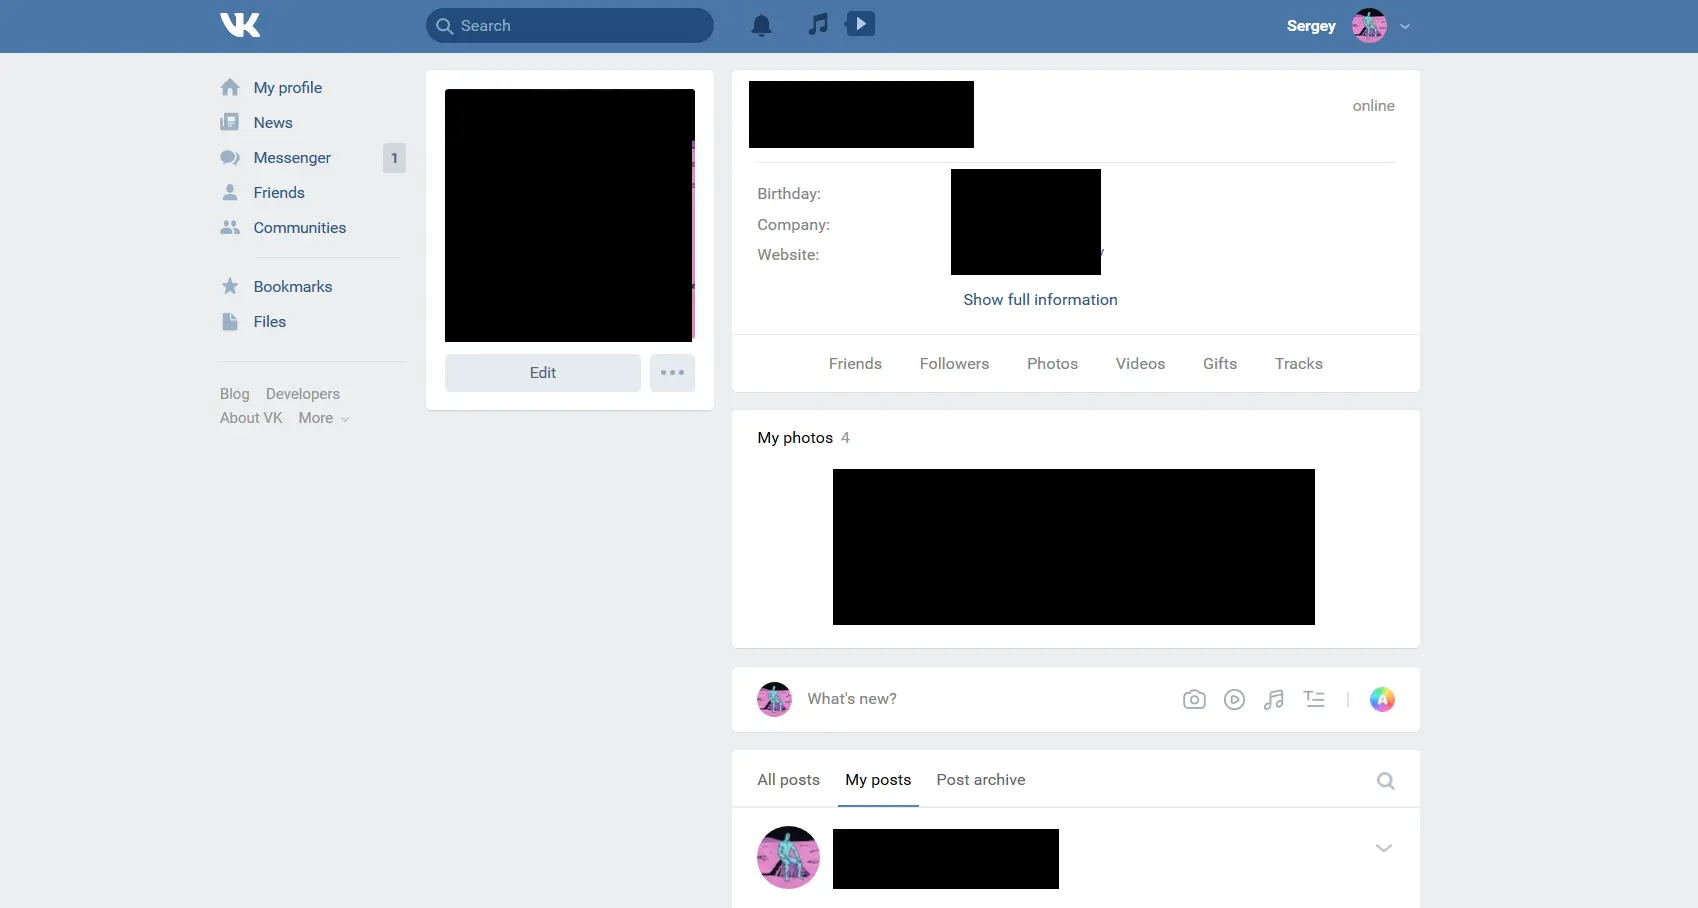 VK
Search
Sergey
My profile
News
Messenger 1
Friends
Communities
Bookmarks
Files
Blog Developers
About VK More
Edit
online
Birthday:
Company:
Website:
Show full information
Friends Followers Photos Videos Gifts Tracks
My photos 4
What's new?
A
All posts My posts Post archive